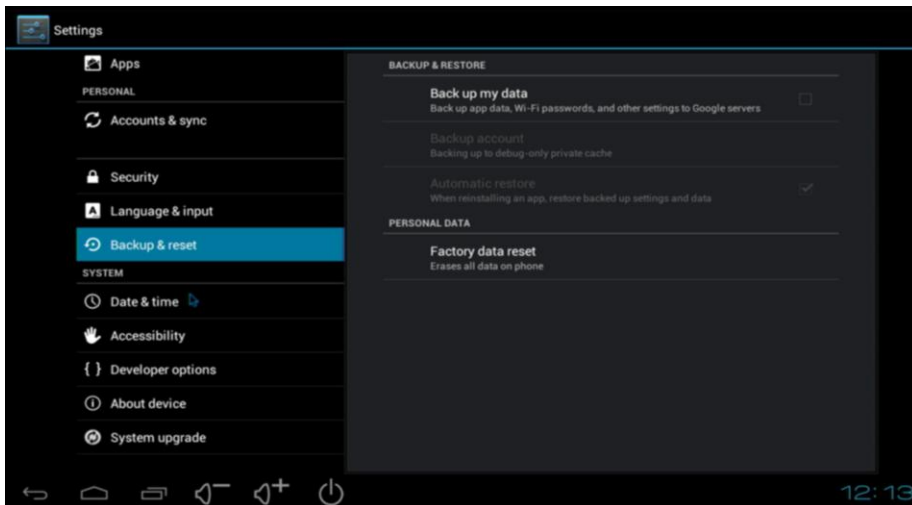 Settings
Apps
PERSONAL
Accounts & sync
Security
Language & input
Backup & reset
SYSTEM
Date & time
Accessibility
Developer options
About device
System upgrade
BACKUP & RESTORE
Back up my data
Back up app data, Wi-Fi passwords, and other settings to Google servers
Backup account
Backing up to debug-only private cache
Automatic restore
When reinstalling an app, restore backed up settings and data
PERSONAL DATA
Factory data reset
Erases all data on phone
12:13